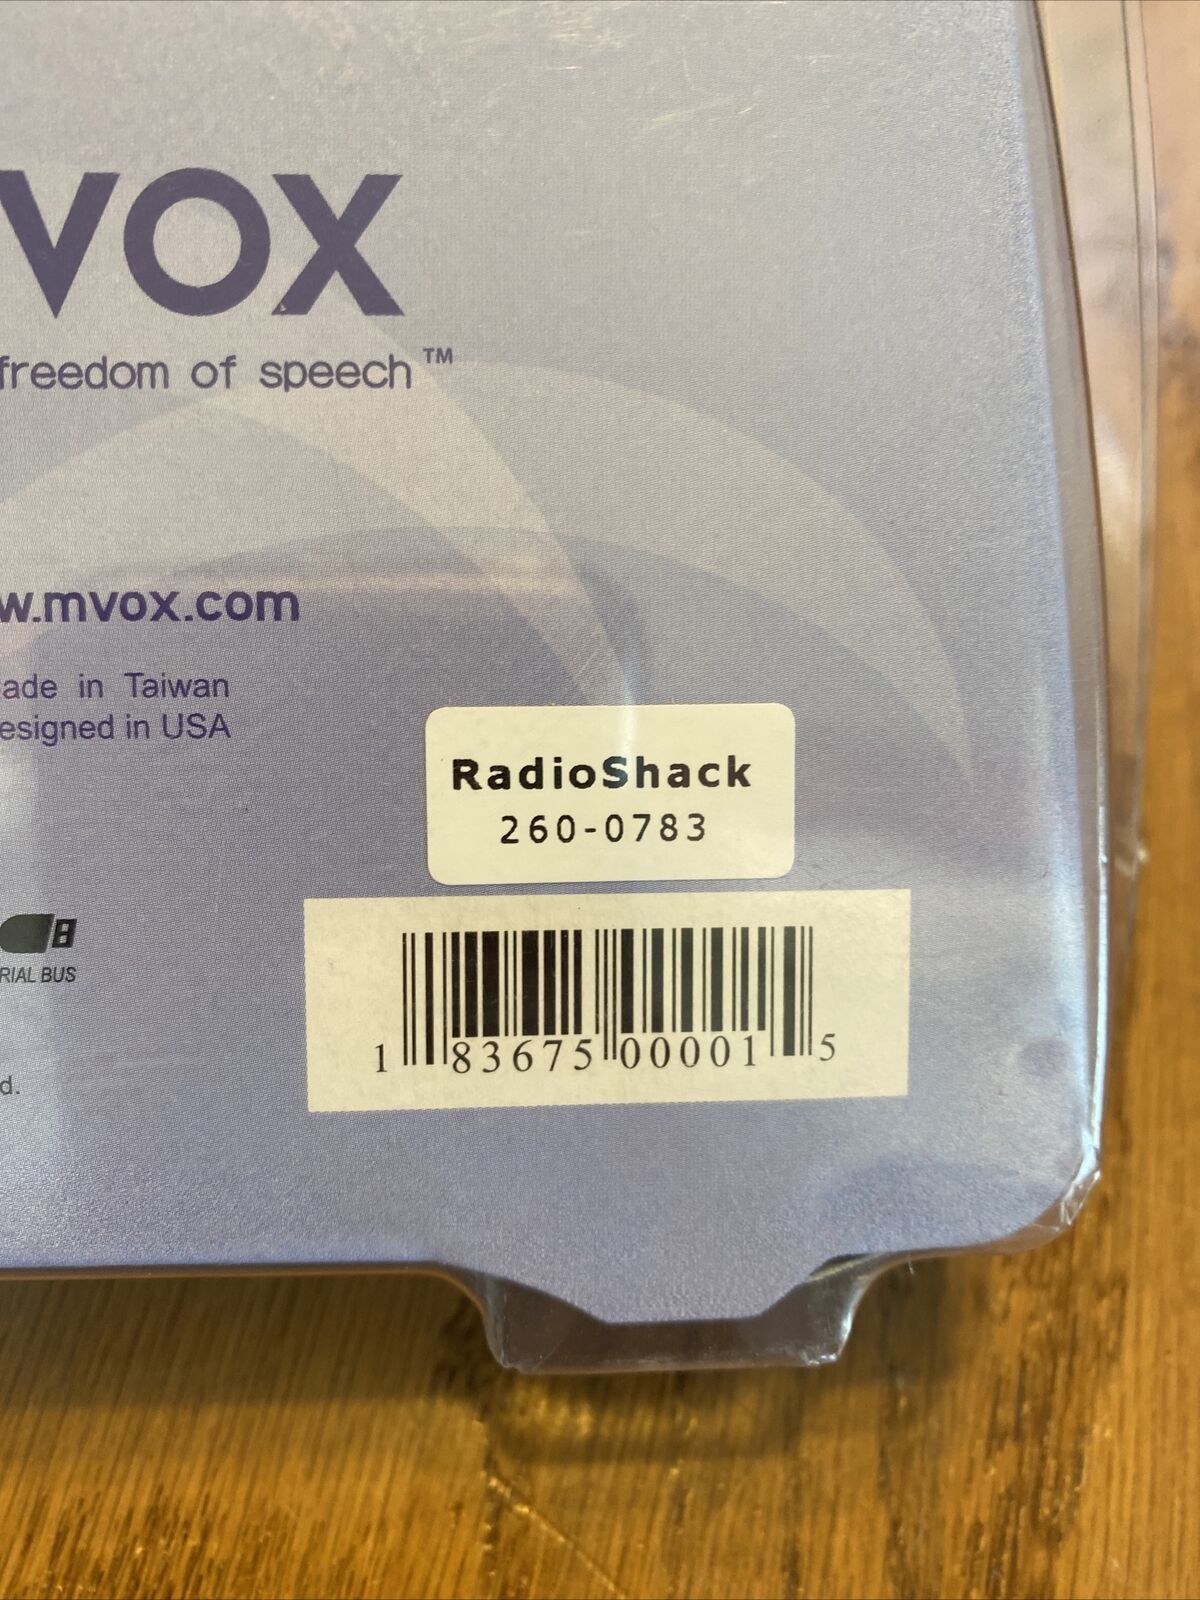 vox
freedom of speech™
w.mvox.com
ade in Taiwan
esigned in USA
RadioShack
260-0783
RIAL BUS
1 83675 00001 5
d.